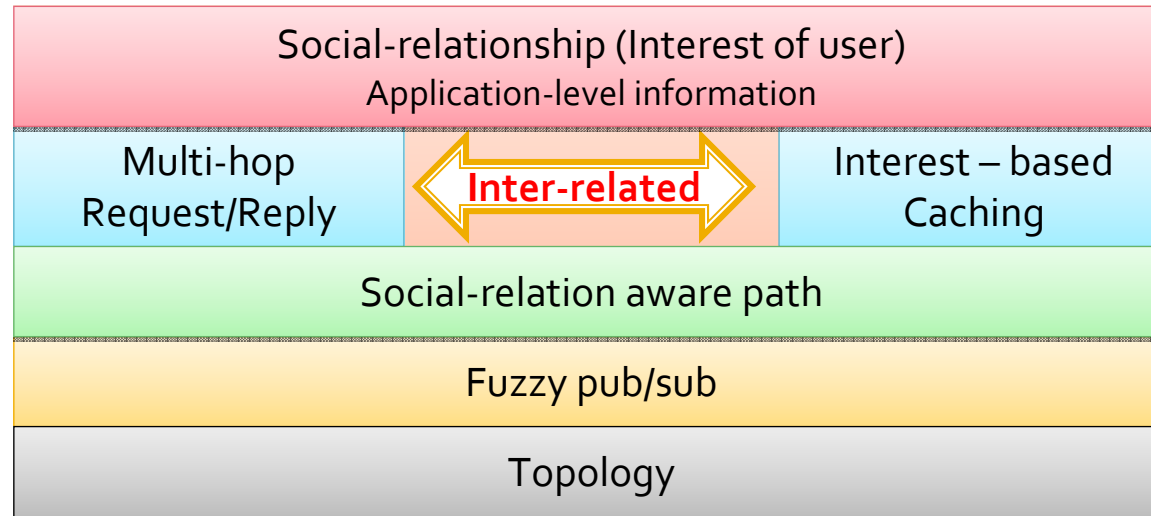 Social-relationship (Interest of user)
Application-level information
Multi-hop
Request/Reply
Inter-related
Interest – based
Caching
Social-relation aware path
Fuzzy pub/sub
Topology